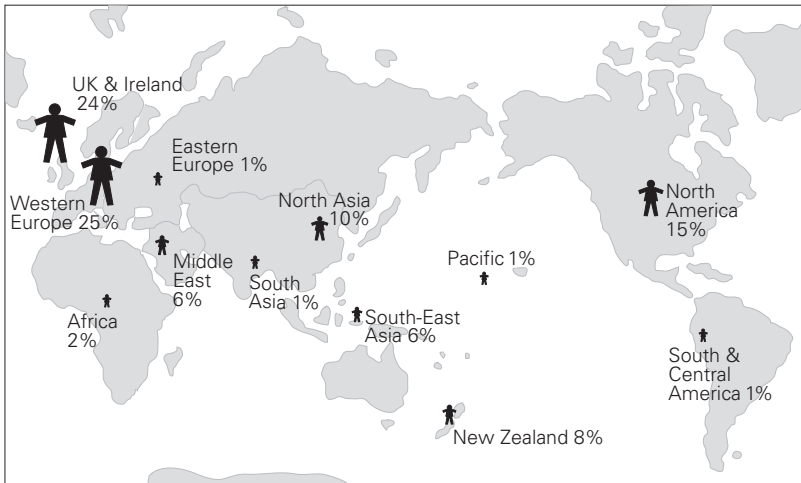 UK & Ireland
24%
Eastern
Europe 1%
Western
Europe 25%
North Asia
10%
North
America
15%
Middle
East
6%
South
Asia 1%
Pacific 1%
Africa
2%
South-East
Asia 6%
South &
Central
America 1%
New Zealand 8%